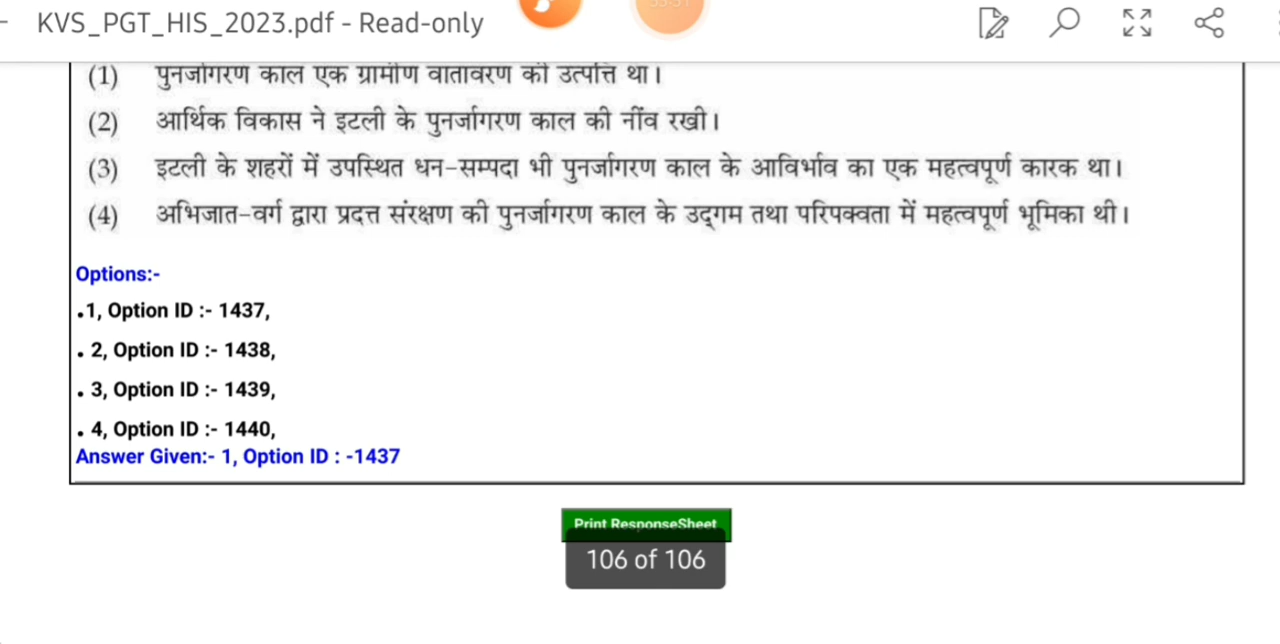 KVS_PGT_HIS_2023.pdf - Read-only
(1) पुनर्जागरण काल एक ग्रामीण वातावरण की उत्पत्ति था।
(2) आर्थिक विकास ने इटली के पुनर्जागरण काल की नींव रखी।
(3) इटली के शहरों में उपस्थित धन-सम्पदा भी पुनर्जागरण काल के आविर्भाव का एक महत्वपूर्ण कारक था।
(4) अभिजात-वर्ग द्वारा प्रदत्त संरक्षण की पुनर्जागरण काल के उद्गम तथा परिपक्वता में महत्वपूर्ण भूमिका थी।
Options:-
.1, Option ID :- 1437,
. 2, Option ID :- 1438,
. 3, Option ID :- 1439,
. 4, Option ID :- 1440,
Answer Given:- 1, Option ID : -1437
Print ResponseSheet
106 of 106